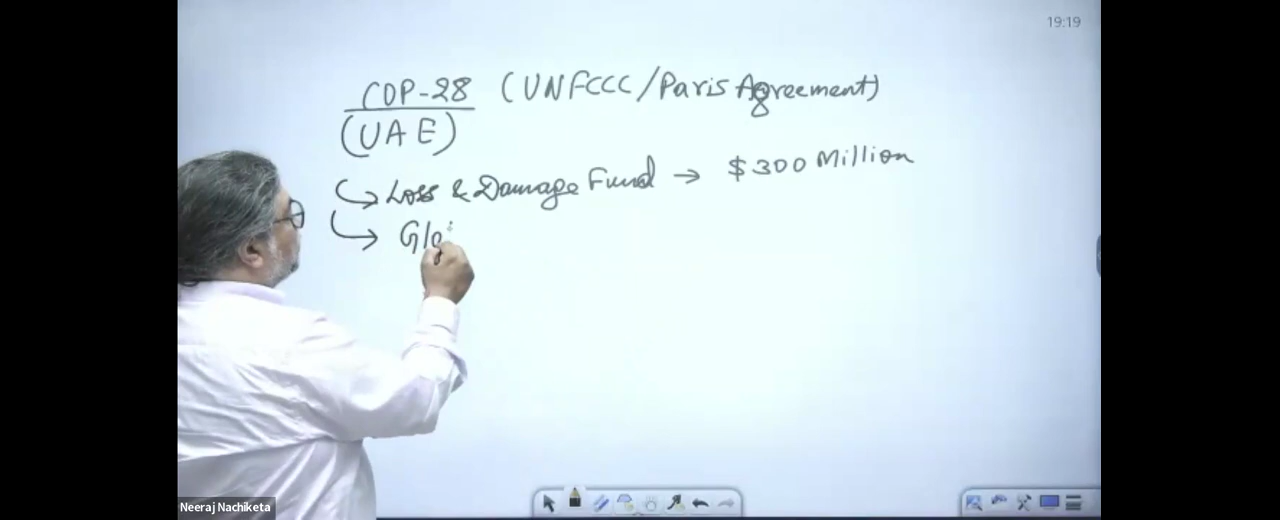 19:19
COP-28 (UNFCCC/Paris Agreement)
(UAE)
↳ Loss & Damage Fund → $300 Million
↳ Glo
Neeraj Nachiketa